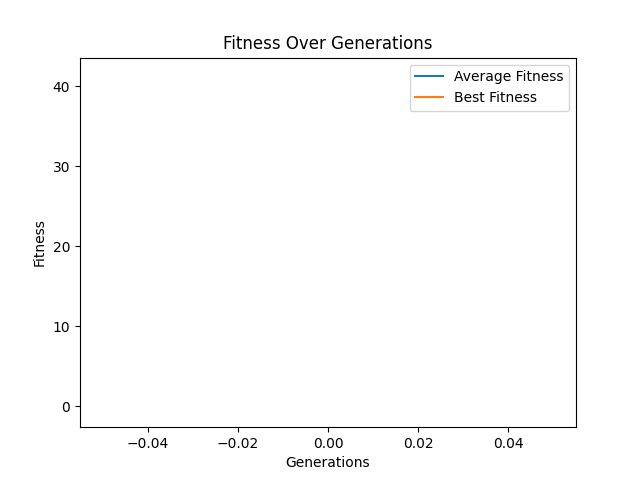 Fitness Over Generations
Average Fitness
Best Fitness
40
30
20
10
0
Fitness
−0.04
−0.02
0.00
0.02
0.04
Generations